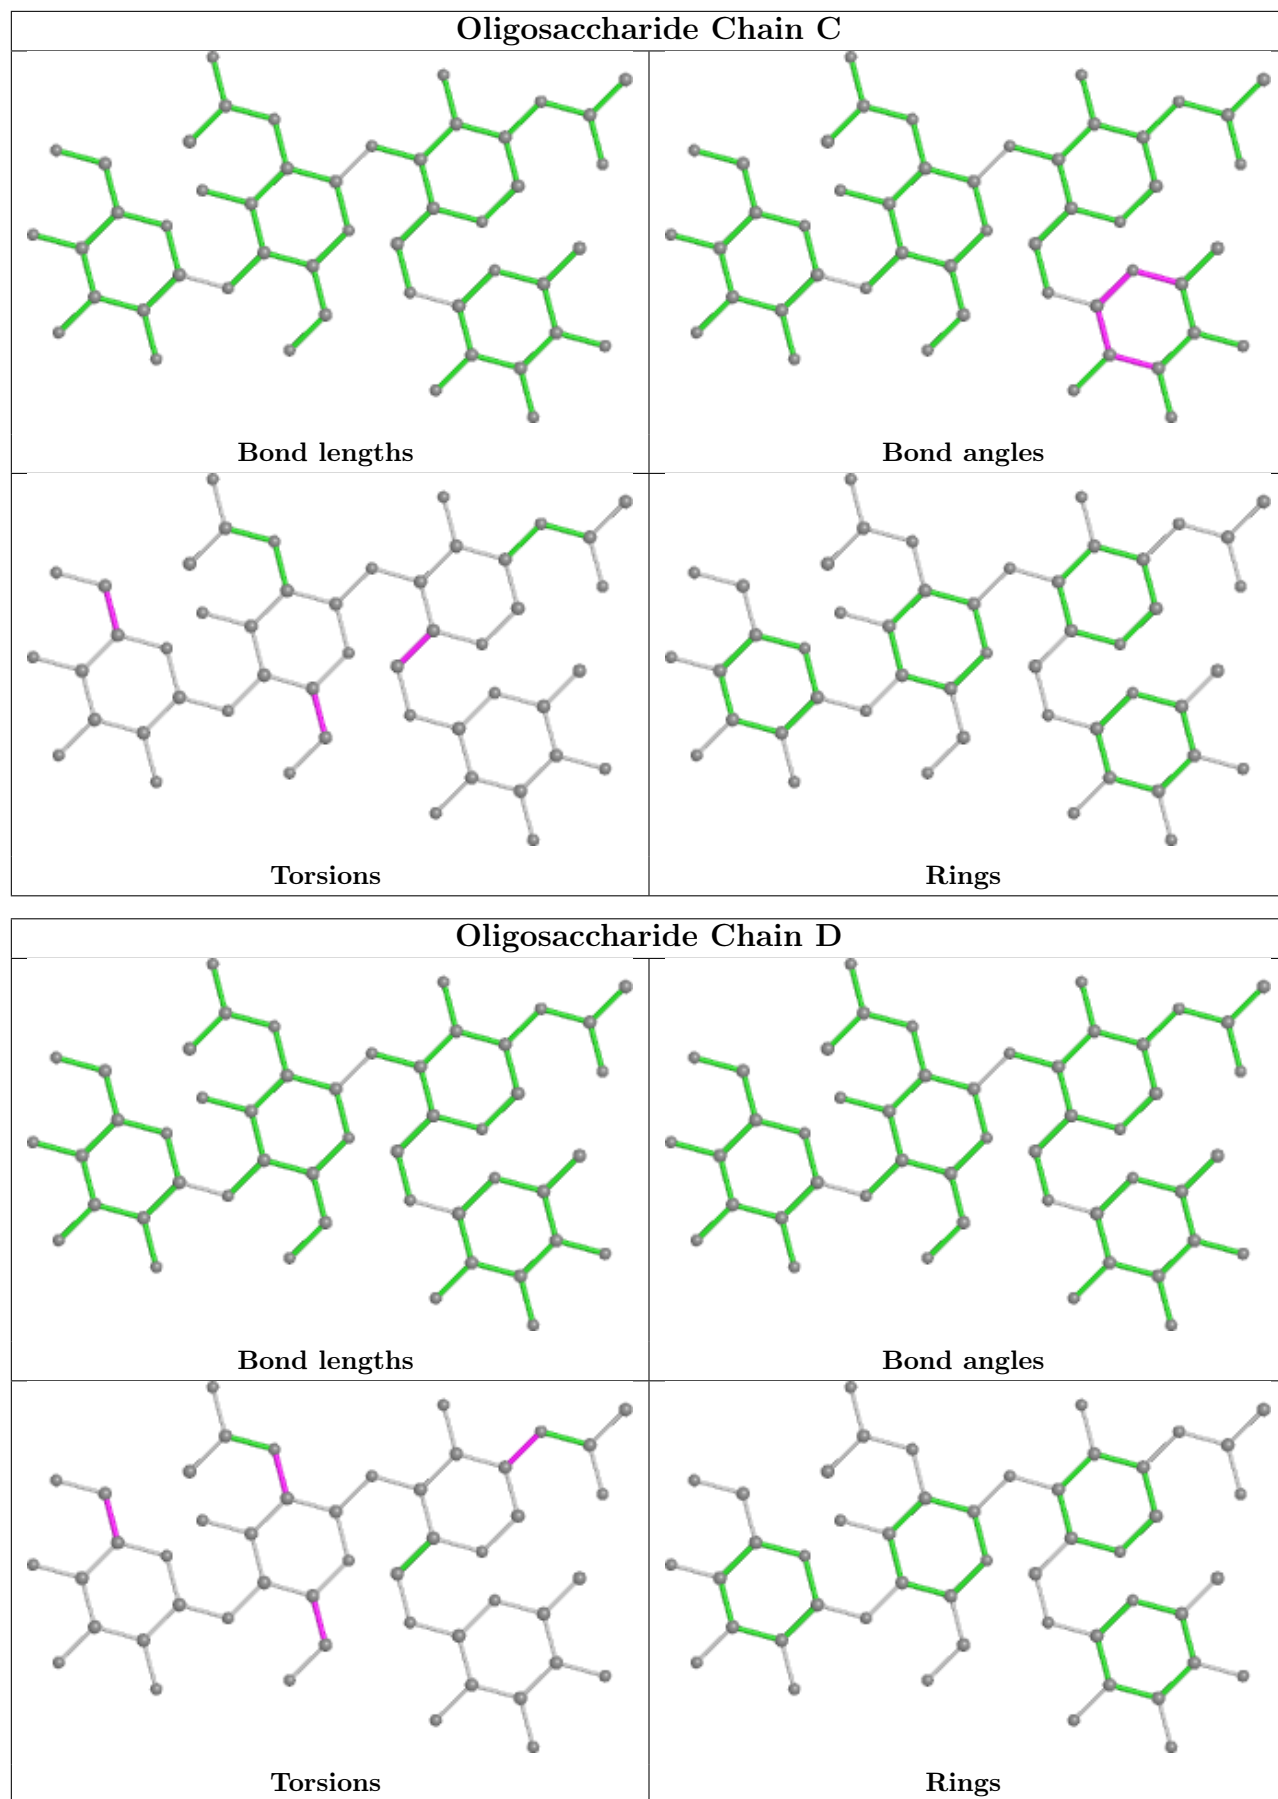 Oligosaccharide Chain C
Bond lengths
Bond angles
Torsions
Rings
Oligosaccharide Chain D
Bond lengths
Bond angles
Torsions
Rings